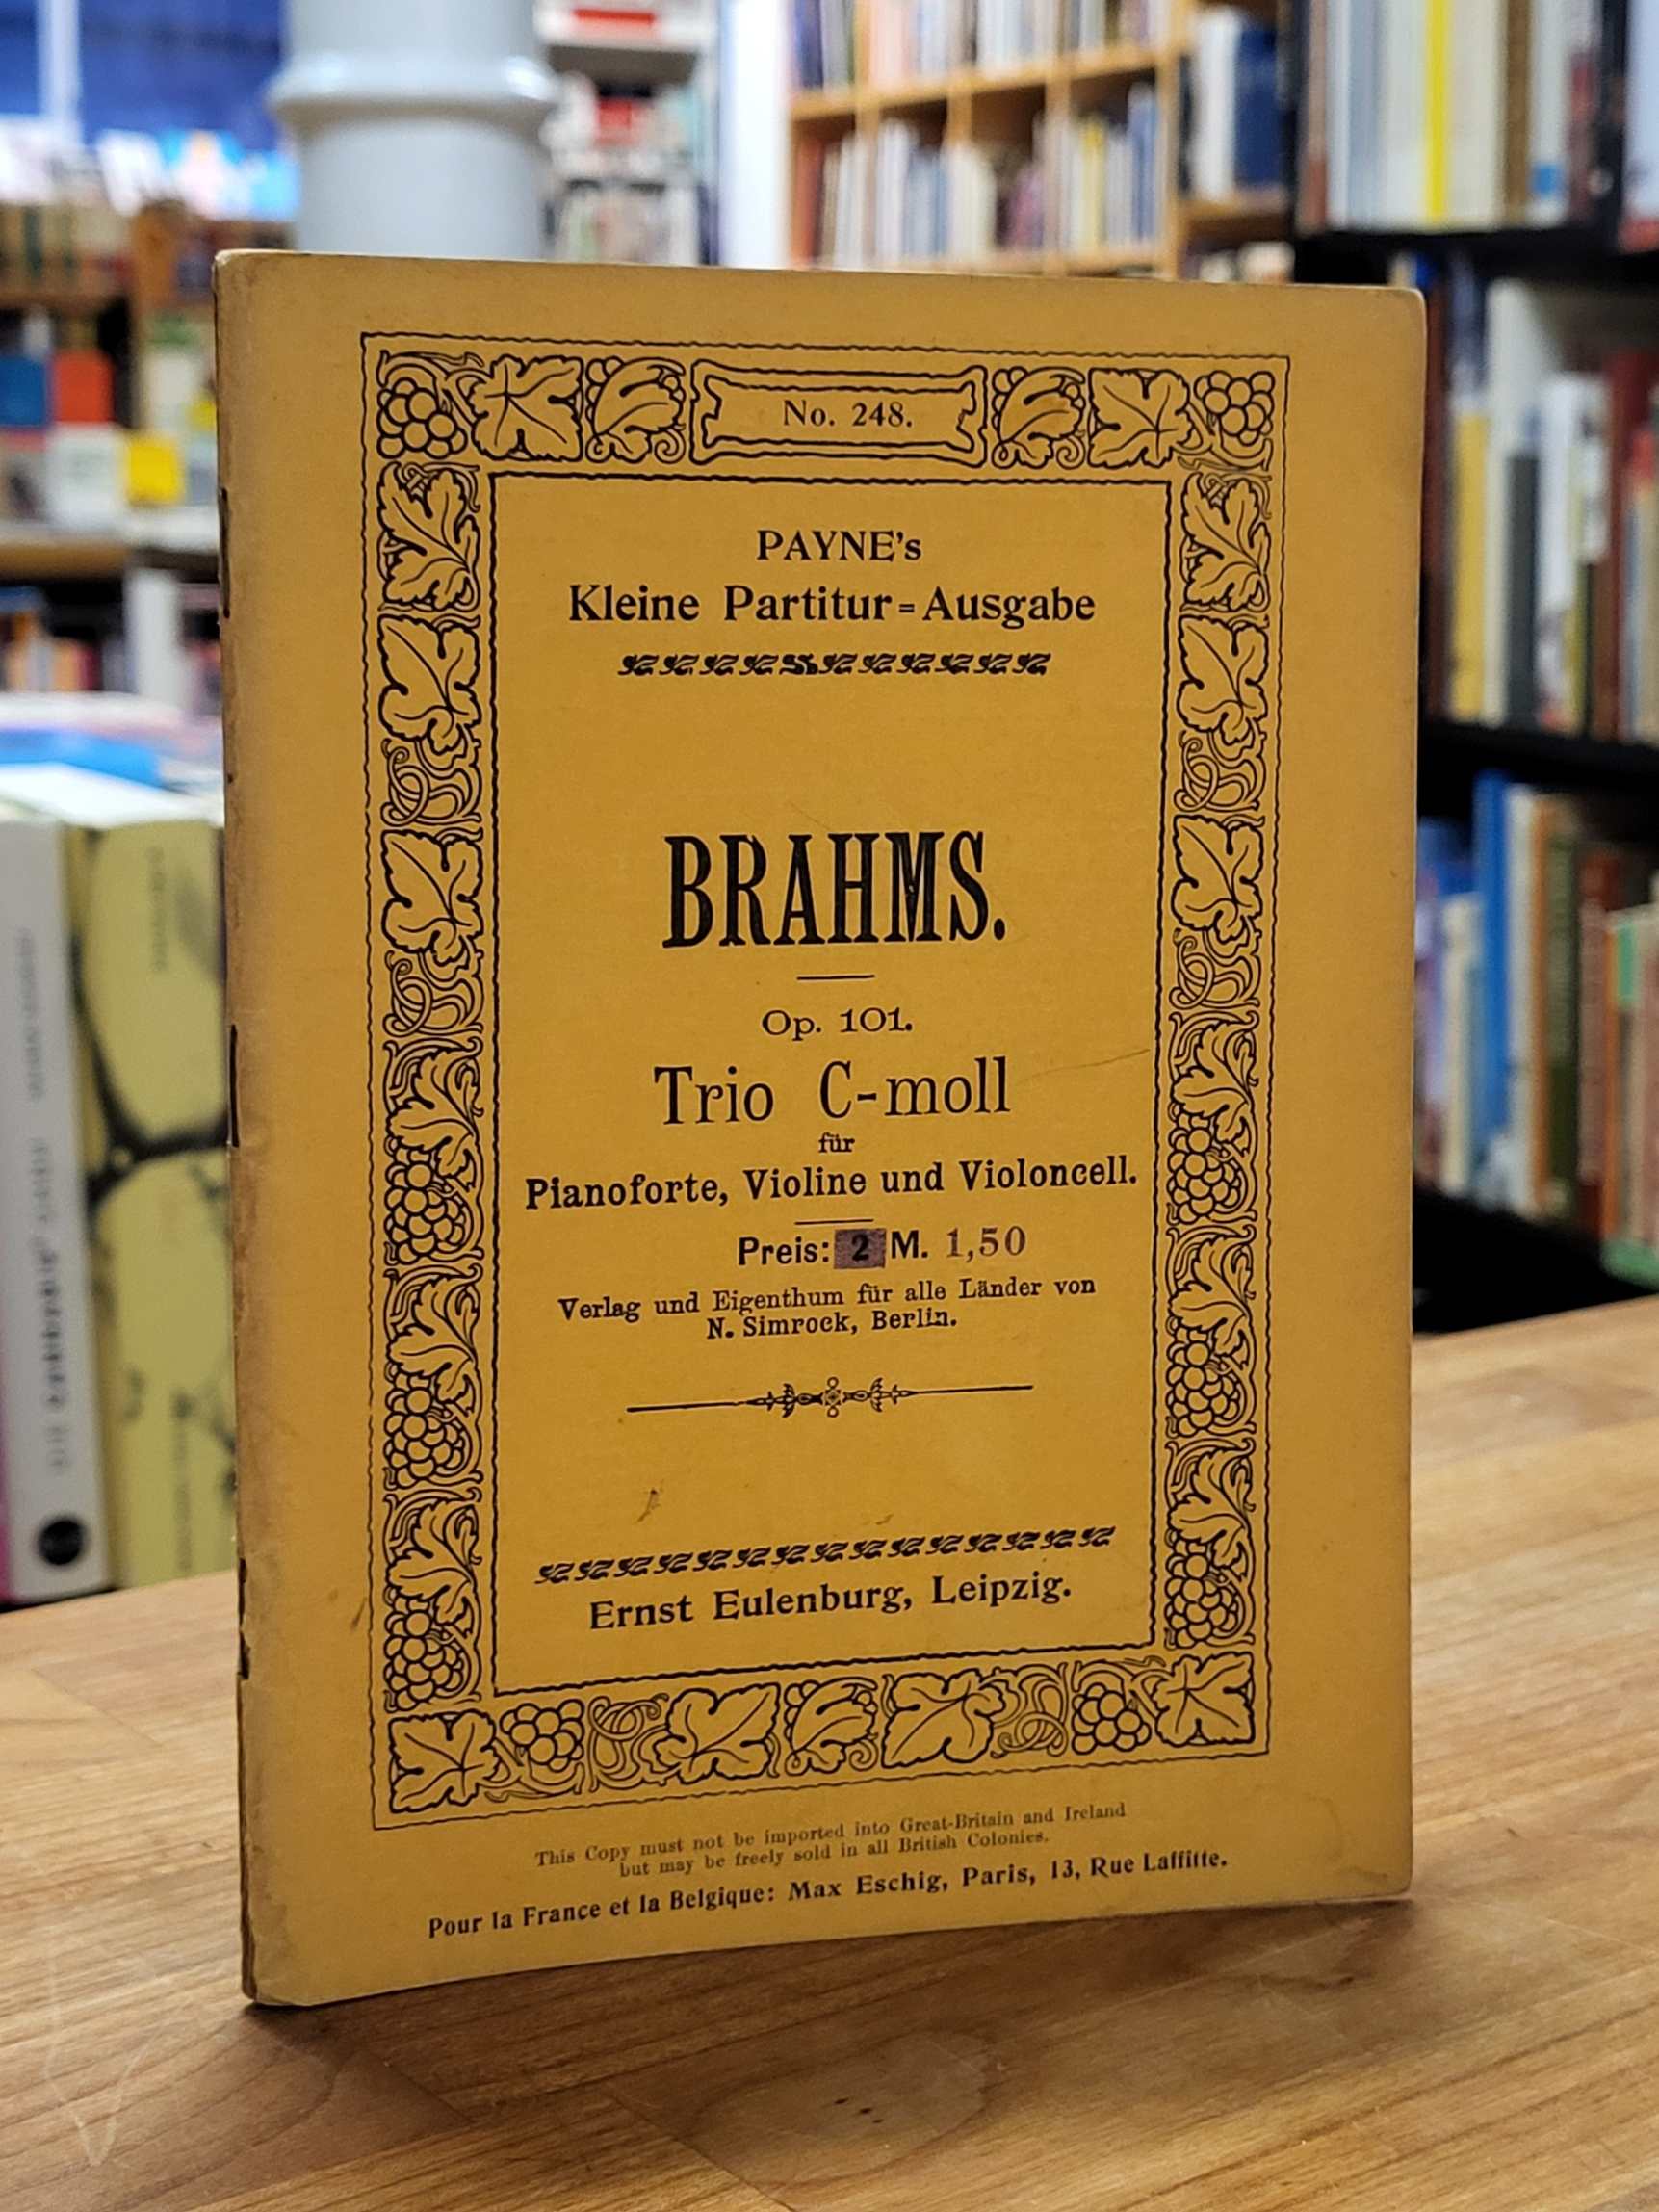 No. 248.
PAYNE's
Kleine Partitur=Ausgabe
BRAHMS.
Op. 101.
Trio C-moll
für
Pianoforte, Violine und Violoncell.
Preis: 2 M. 1,50
Verlag und Eigenthum für alle Länder von
N. Simrock, Berlin.
Ernst Eulenburg, Leipzig.
This Copy must not be imported into Great-Britain and Ireland
but may be freely sold in all British Colonies.
Pour la France et la Belgique: Max Eschig, Paris, 13, Rue Laffitte.